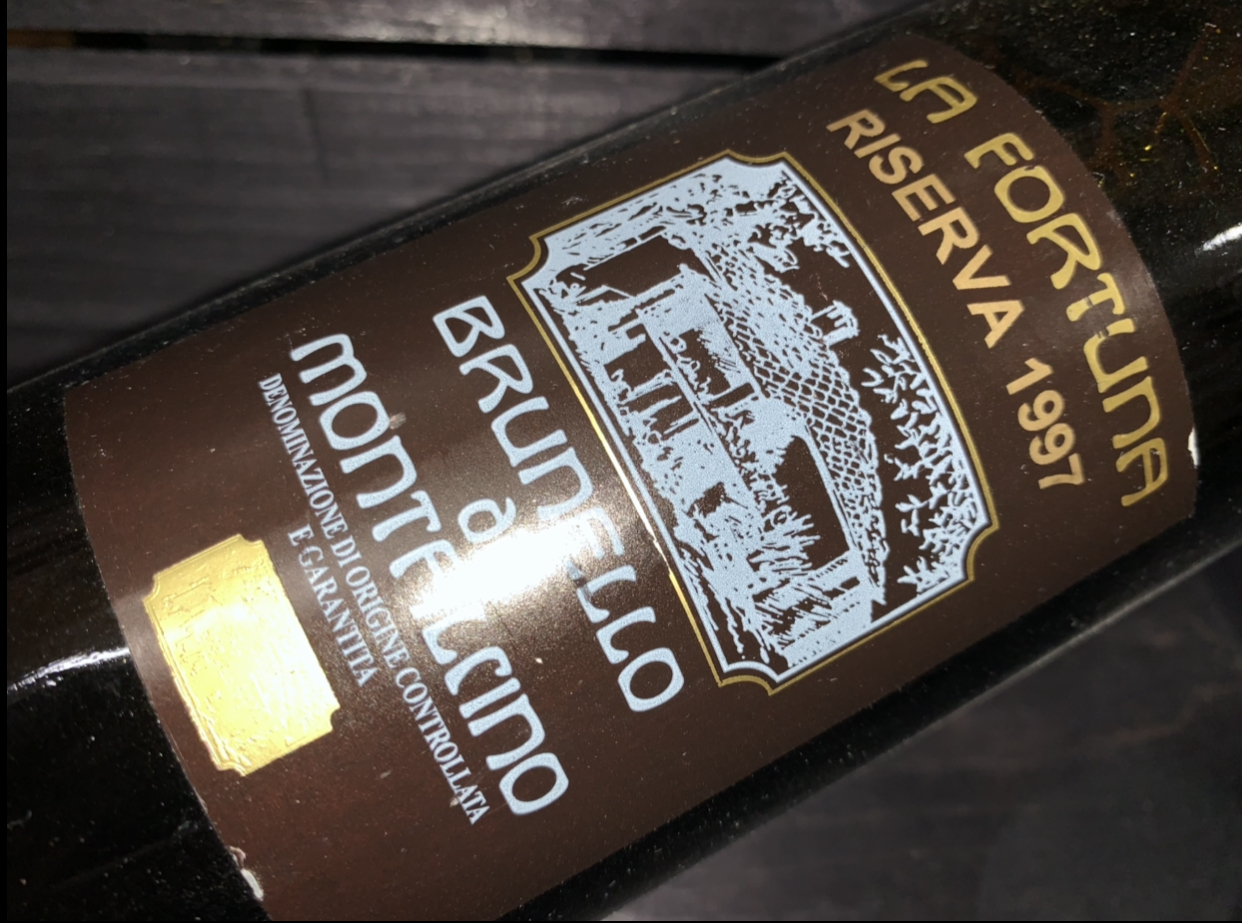 LA FORTUNA
RISERVA 1997
BRUNELLO
di
MONTALCINO
DENOMINAZIONE DI ORIGINE CONTROLLATA
E GARANTITA